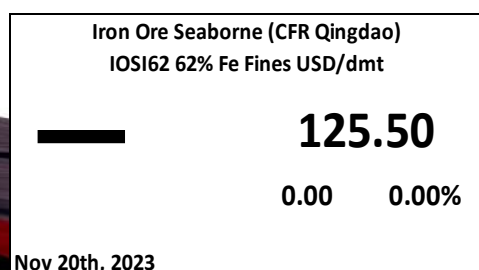 Iron Ore Seaborne (CFR Qingdao)
IOSI62 62% Fe Fines USD/dmt
125.50
0.00 0.00%
Nov 20th, 2023